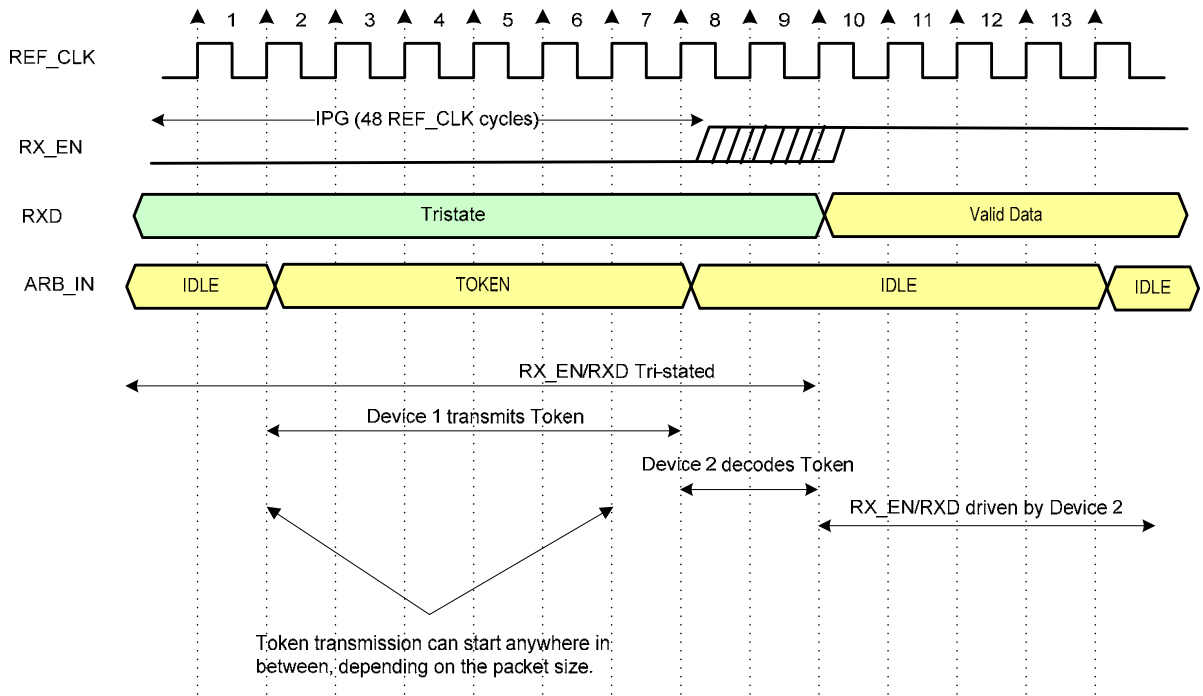 1 2 3 4 5 6 7 8 9 10 11 12 13
REF_CLK
IPG (48 REF_CLK cycles)
RX_EN
RXD
Tristate
Valid Data
ARB_IN
IDLE
TOKEN
IDLE
IDLE
RX_EN/RXD Tri-stated
Device 1 transmits Token
Device 2 decodes Token
RX_EN/RXD driven by Device 2
Token transmission can start anywhere in
between, depending on the packet size.